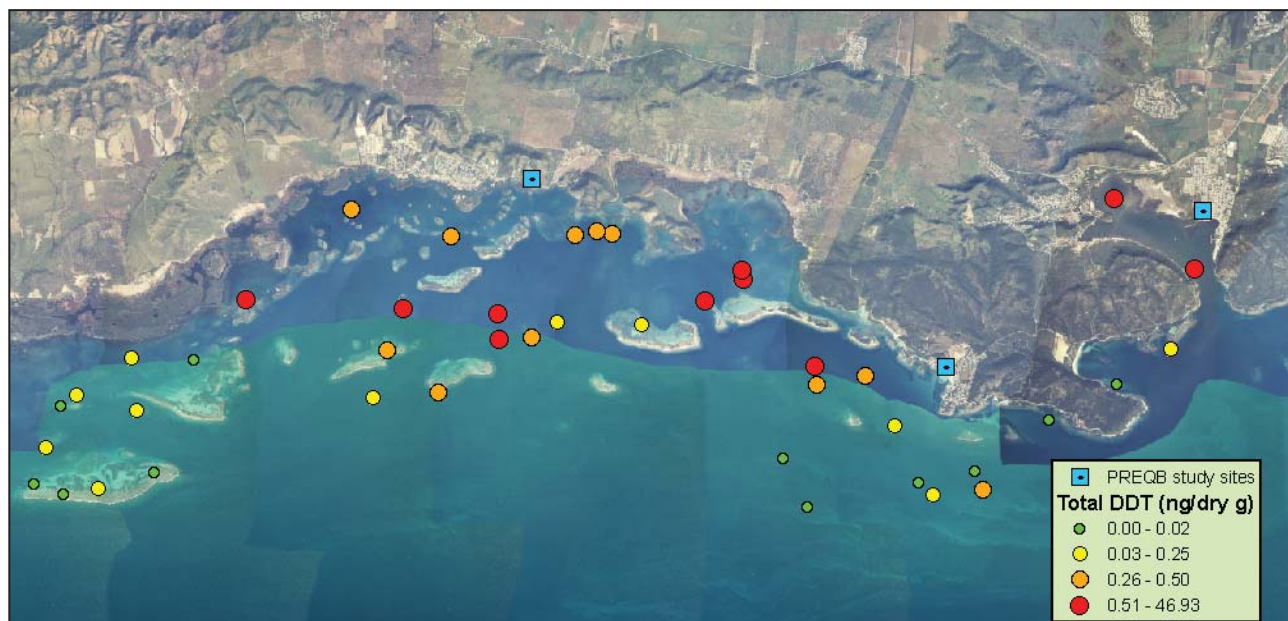 PREQB study sites
Total DDT (ng/dry g)
0.00 - 0.02
0.03 - 0.25
0.26 - 0.50
0.51 - 46.93